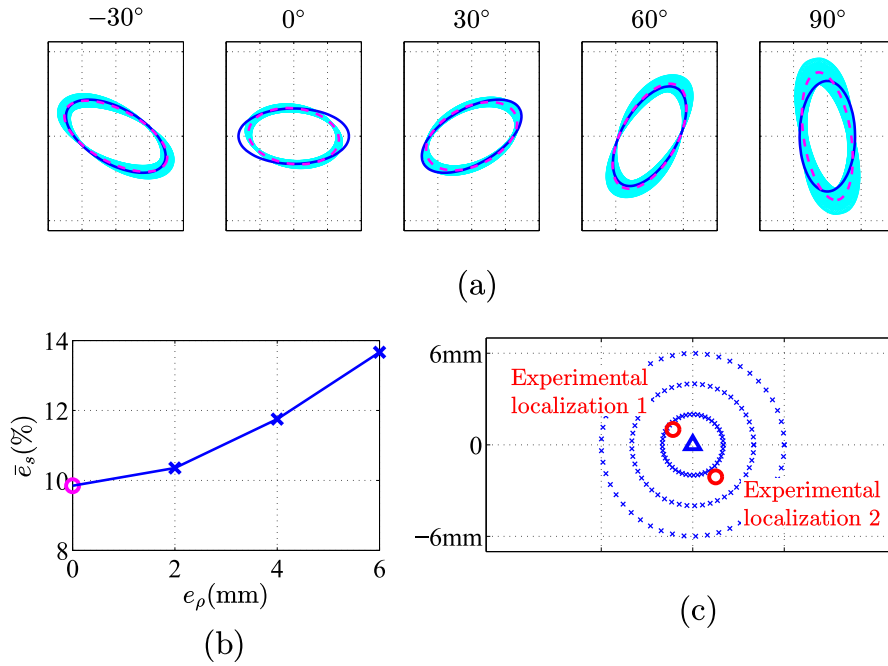 −30° 0° 30° 60° 90°
(a)
14
12
10
8
ē_s(%)
0 2 4 6
e_ρ(mm)
(b)
6mm
0
−6mm
Experimental
localization 1
Experimental
localization 2
(c)